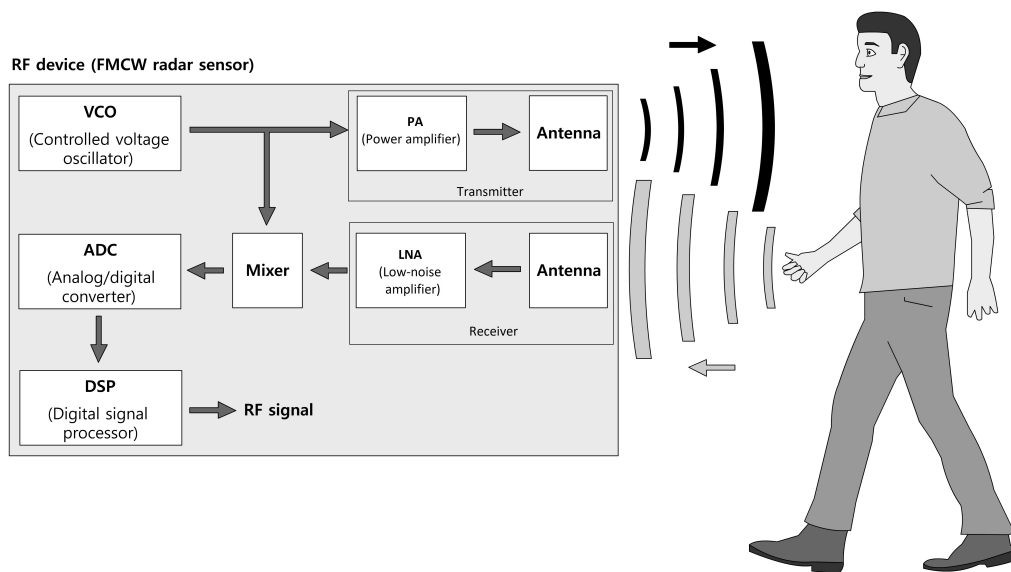 RF device (FMCW radar sensor)
VCO
(Controlled voltage
oscillator)
PA
(Power amplifier)
Antenna
Transmitter
ADC
(Analog/digital
converter)
Mixer
LNA
(Low-noise
amplifier)
Antenna
Receiver
DSP
(Digital signal
processor)
RF signal